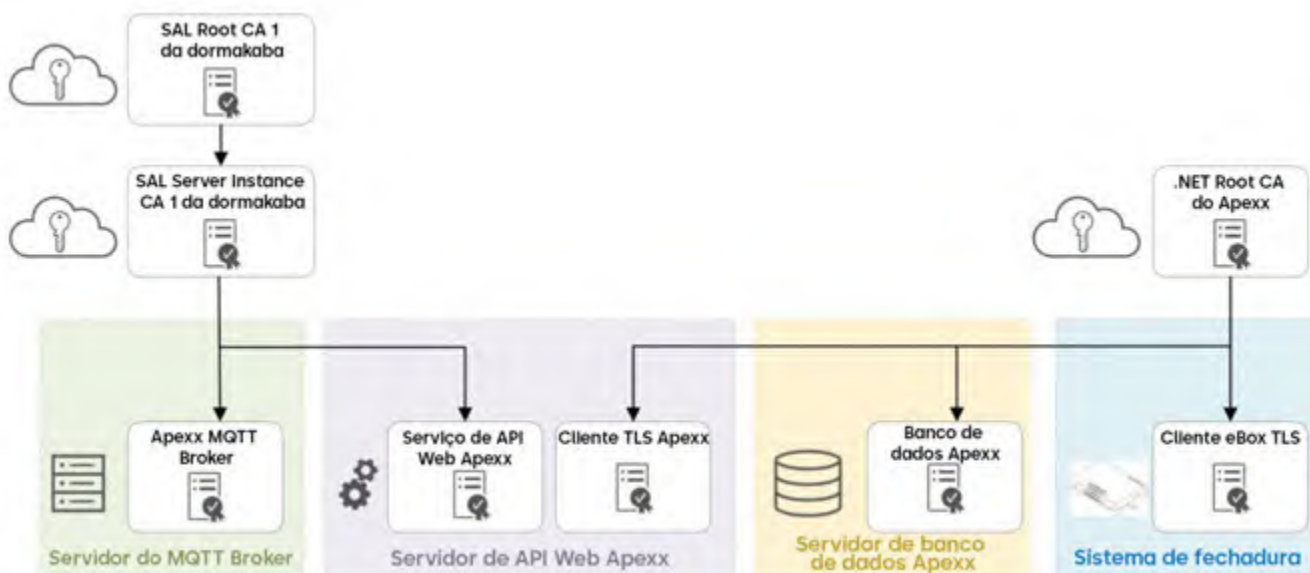 SAL Root CA 1
da dormakaba
SAL Server Instance
CA 1 da dormakaba
.NET Root CA
do Apexx
Apexx MQTT
Broker
Serviço de API
Web Apexx
Cliente TLS Apexx
Banco de
dados Apexx
Cliente eBox TLS
Servidor do MQTT Broker
Servidor de API Web Apexx
Servidor de banco
de dados Apexx
Sistema de fechadura